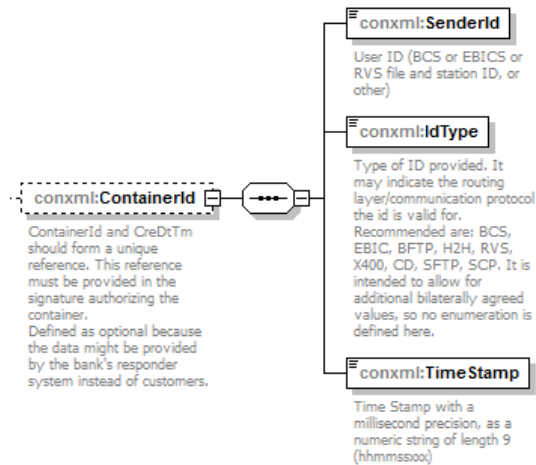 conxml:SenderId
User ID (BCS or EBICS or
RVS file and station ID, or
other)
conxml:IdType
Type of ID provided. It
may indicate the routing
layer/communication protocol
the id is valid for.
Recommended are: BCS,
EBIC, BFTP, H2H, RVS,
X400, CD, SFTP, SCP. It is
intended to allow for
additional bilaterally agreed
values, so no enumeration is
defined here.
conxml:ContainerId
ContainerId and CreDtTm
should form a unique
reference. This reference
must be provided in the
signature authorizing the
container.
Defined as optional because
the data might be provided
by the bank's responder
system instead of customers.
conxml:TimeStamp
Time Stamp with a
millisecond precision, as a
numeric string of length 9
(hhmmssxxx)